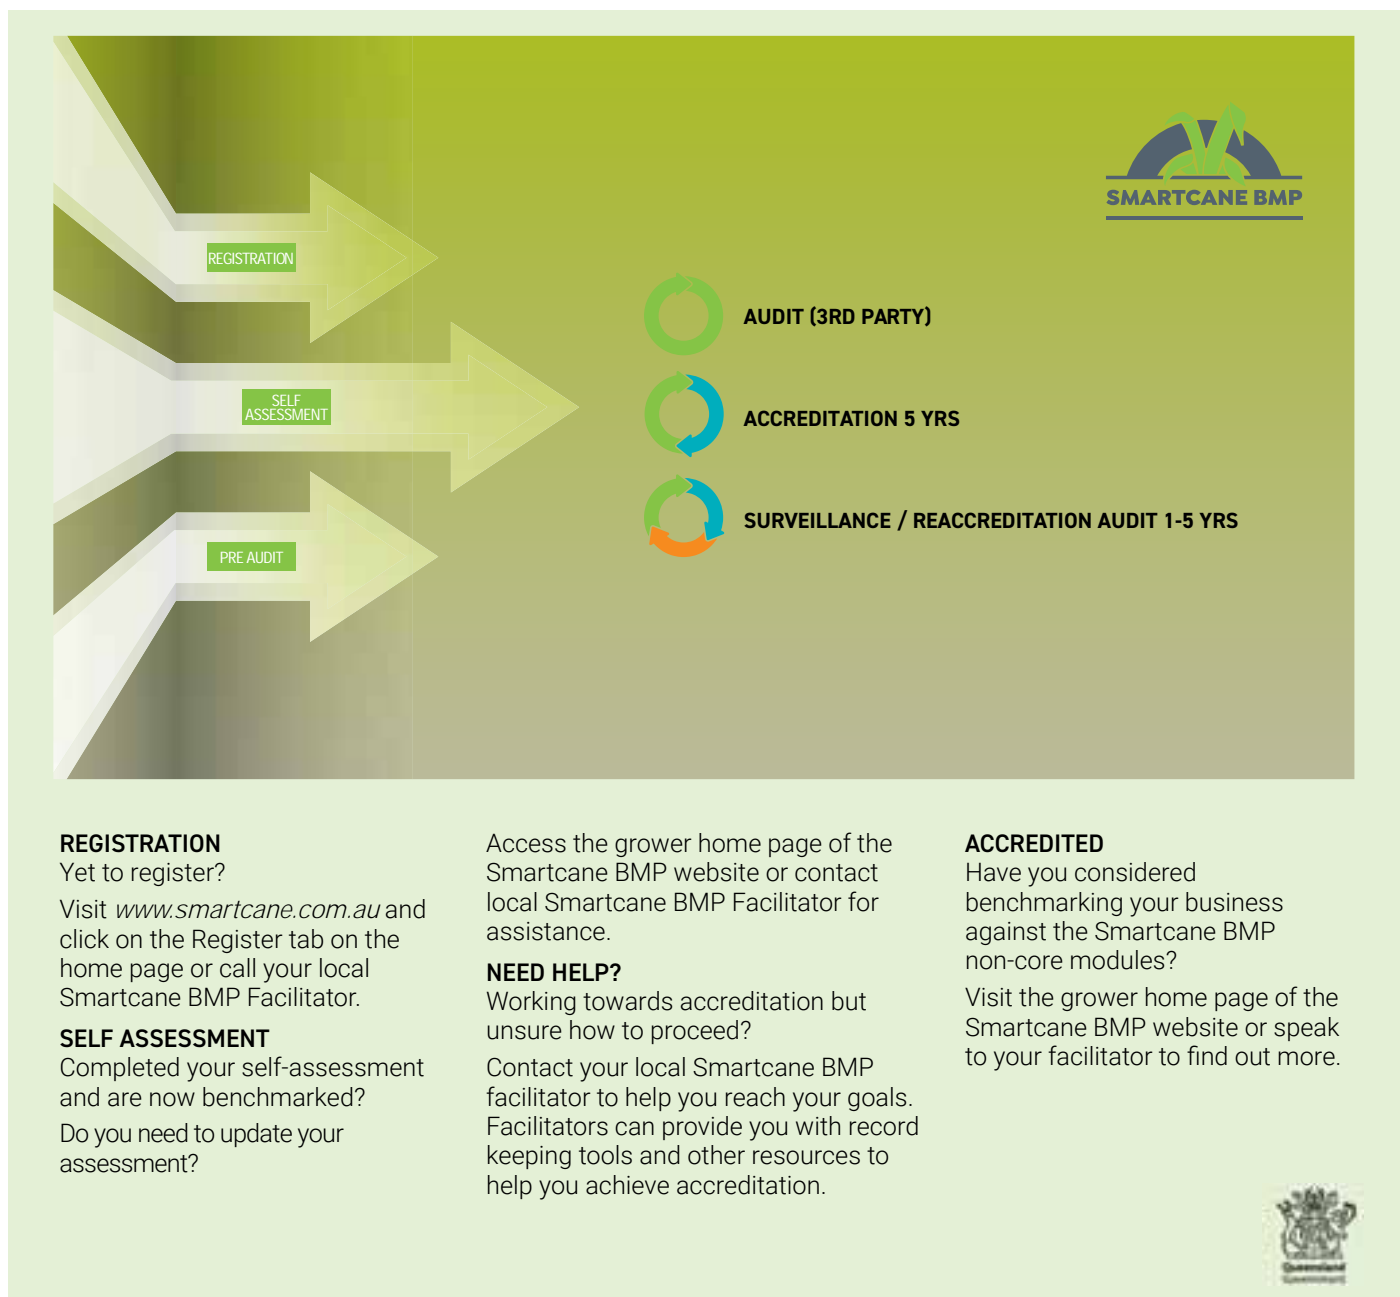 SMARTCANE BMP
REGISTRATION
SELF
ASSESSMENT
PRE AUDIT
AUDIT (3RD PARTY)
ACCREDITATION 5 YRS
SURVEILLANCE / REACCREDITATION AUDIT 1-5 YRS
REGISTRATION
Yet to register?
Visit www.smartcane.com.au and
click on the Register tab on the
home page or call your local
Smartcane BMP Facilitator.
SELF ASSESSMENT
Completed your self-assessment
and are now benchmarked?
Do you need to update your
assessment?
Access the grower home page of the
Smartcane BMP website or contact
local Smartcane BMP Facilitator for
assistance.
NEED HELP?
Working towards accreditation but
unsure how to proceed?
Contact your local Smartcane BMP
facilitator to help you reach your goals.
Facilitators can provide you with record
keeping tools and other resources to
help you achieve accreditation.
ACCREDITED
Have you considered
benchmarking your business
against the Smartcane BMP
non-core modules?
Visit the grower home page of the
Smartcane BMP website or speak
to your facilitator to find out more.
Queensland
Government